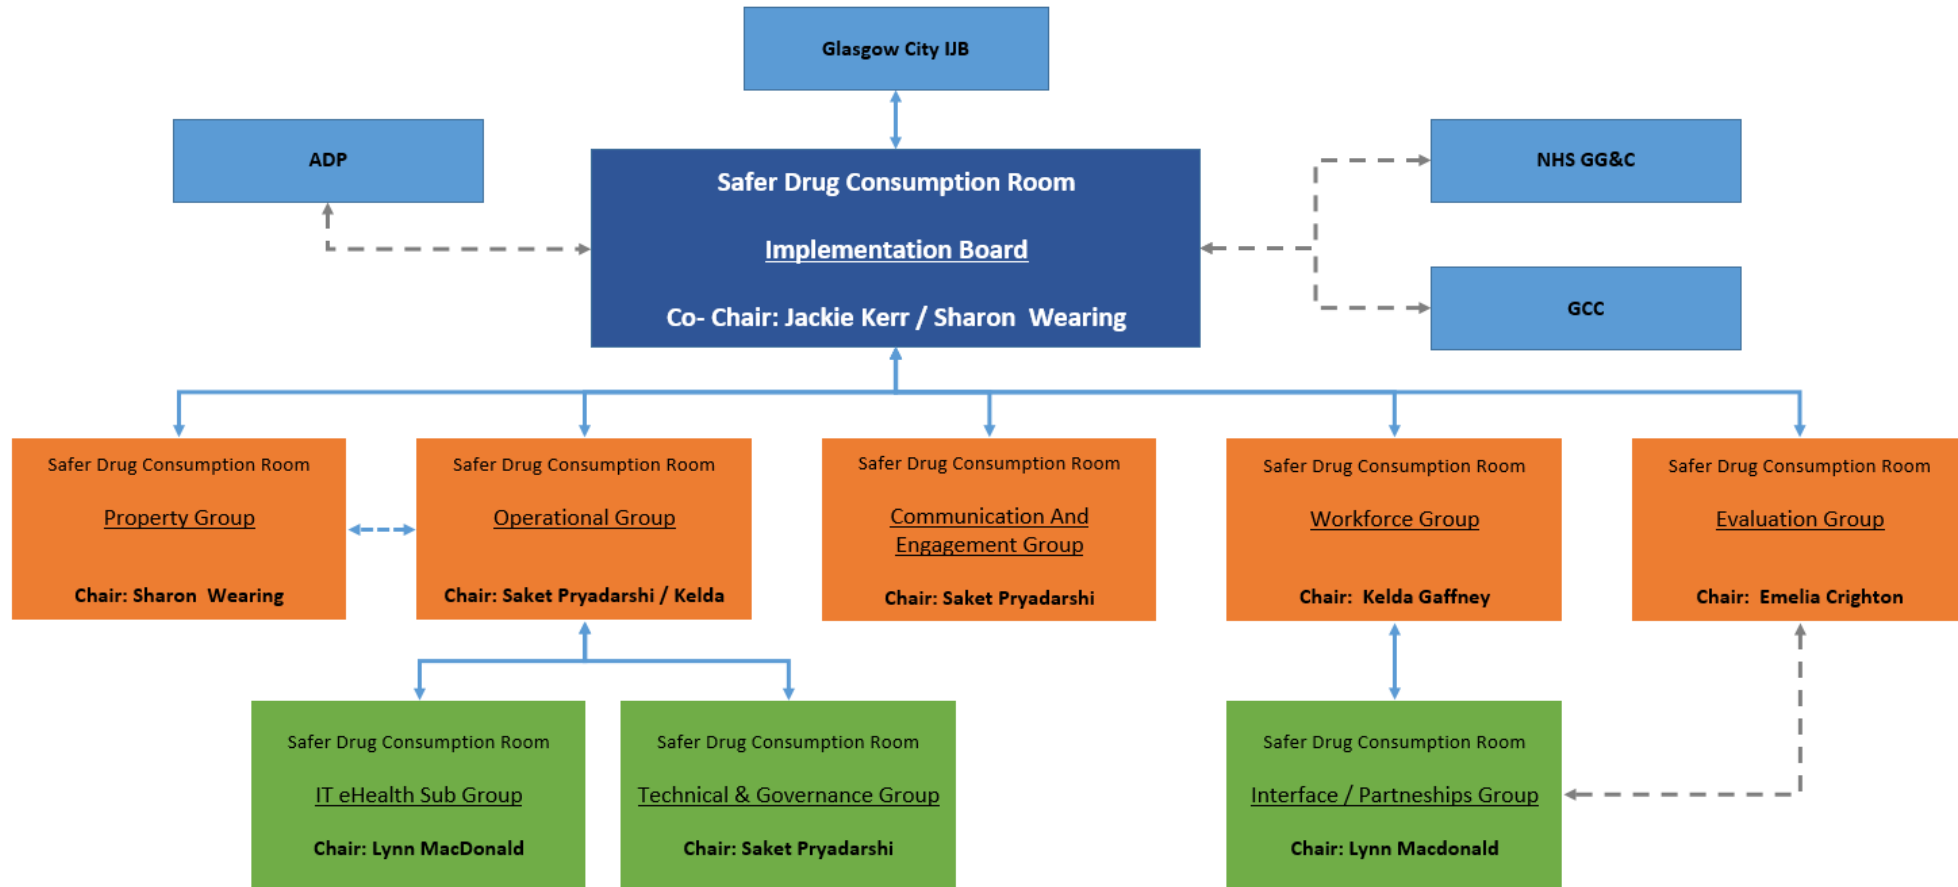 Glasgow City IJB
ADP
Safer Drug Consumption Room
Implementation Board
Co- Chair: Jackie Kerr / Sharon  Wearing
NHS GG&C
GCC
Safer Drug Consumption Room
Property Group
Chair: Sharon  Wearing
Safer Drug Consumption Room
Operational Group
Chair: Saket Pryadarshi / Kelda
Safer Drug Consumption Room
Communication And
Engagement Group
Chair: Saket Pryadarshi
Safer Drug Consumption Room
Workforce Group
Chair:  Kelda Gaffney
Safer Drug Consumption Room
Evaluation Group
Chair:  Emelia Crighton
Safer Drug Consumption Room
IT eHealth Sub Group
Chair: Lynn MacDonald
Safer Drug Consumption Room
Technical & Governance Group
Chair: Saket Pryadarshi
Safer Drug Consumption Room
Interface / Partneships Group
Chair: Lynn Macdonald